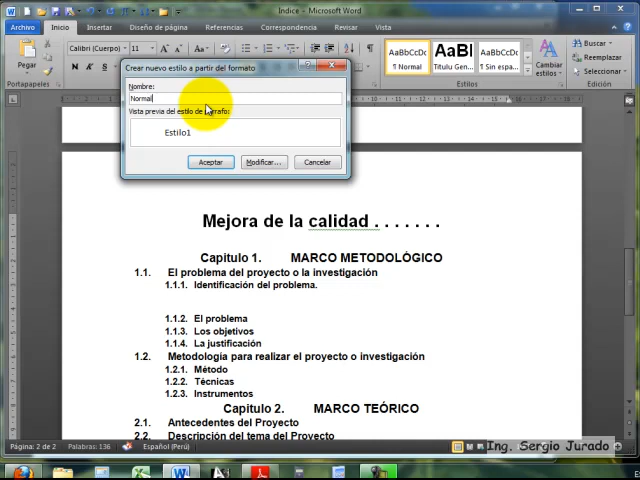 Indice - Microsoft Word
Archivo Inicio Insertar Diseño de página Referencias Correspondencia Revisar Vista
Calibri (Cuerpo) 11
Pegar
N K S
Portapapeles
AaBbCcDc AaBl AaBbCcDc
¶ Normal Titulo Gen... ¶ Sin espa...
Cambiar estilos
Estilos
Buscar
Reemplazar
Seleccionar
Crear nuevo estilo a partir del formato
Nombre:
Normal
Vista previa del estilo de párrafo:
Estilo1
Aceptar Modificar... Cancelar
Mejora de la calidad . . . . . . .
Capitulo 1. MARCO METODOLÓGICO
1.1. El problema del proyecto o la investigación
1.1.1. Identificación del problema.
1.1.2. El problema
1.1.3. Los objetivos
1.1.4. La justificación
1.2. Metodología para realizar el proyecto o investigación
1.2.1. Método
1.2.2. Técnicas
1.2.3. Instrumentos
Capitulo 2. MARCO TEÓRICO
2.1. Antecedentes del Proyecto
2.2. Descripción del tema del Proyecto
Página: 2 de 2 Palabras: 136 Español (Perú)
Ing. Sergio Jurado